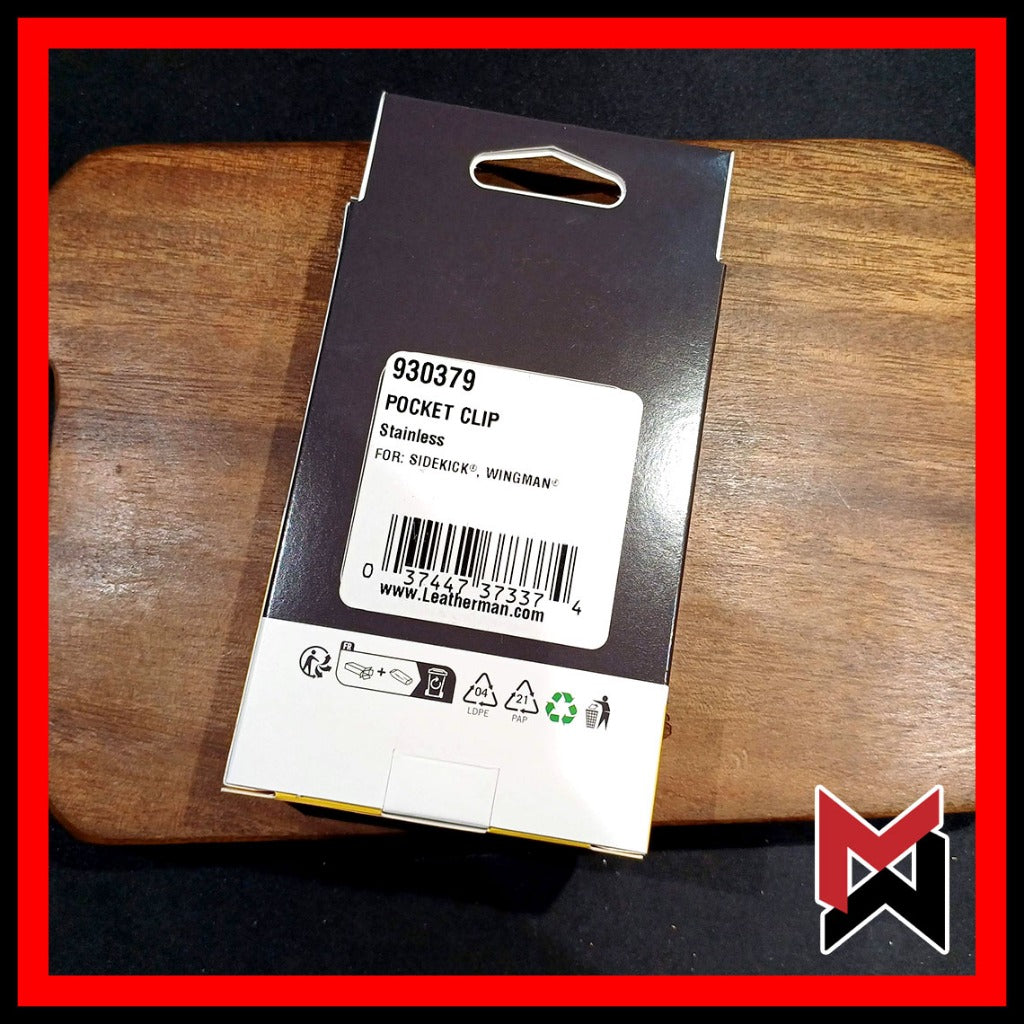 930379
POCKET CLIP
Stainless
FOR: SIDEKICK®, WINGMAN®
0 37447 37337 4
www.Leatherman.com
FR
+
04
LDPE
21
PAP